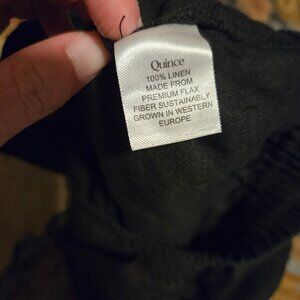 Quince
100% LINEN
MADE FROM
PREMIUM FLAX
FIBER SUSTAINABLY
GROWN IN WESTERN
EUROPE